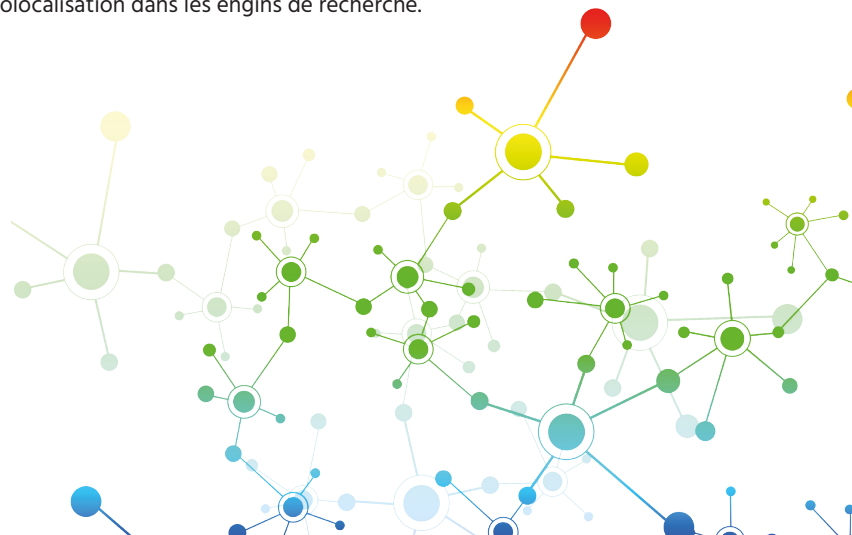 olocalisation dans les engins de recherche.